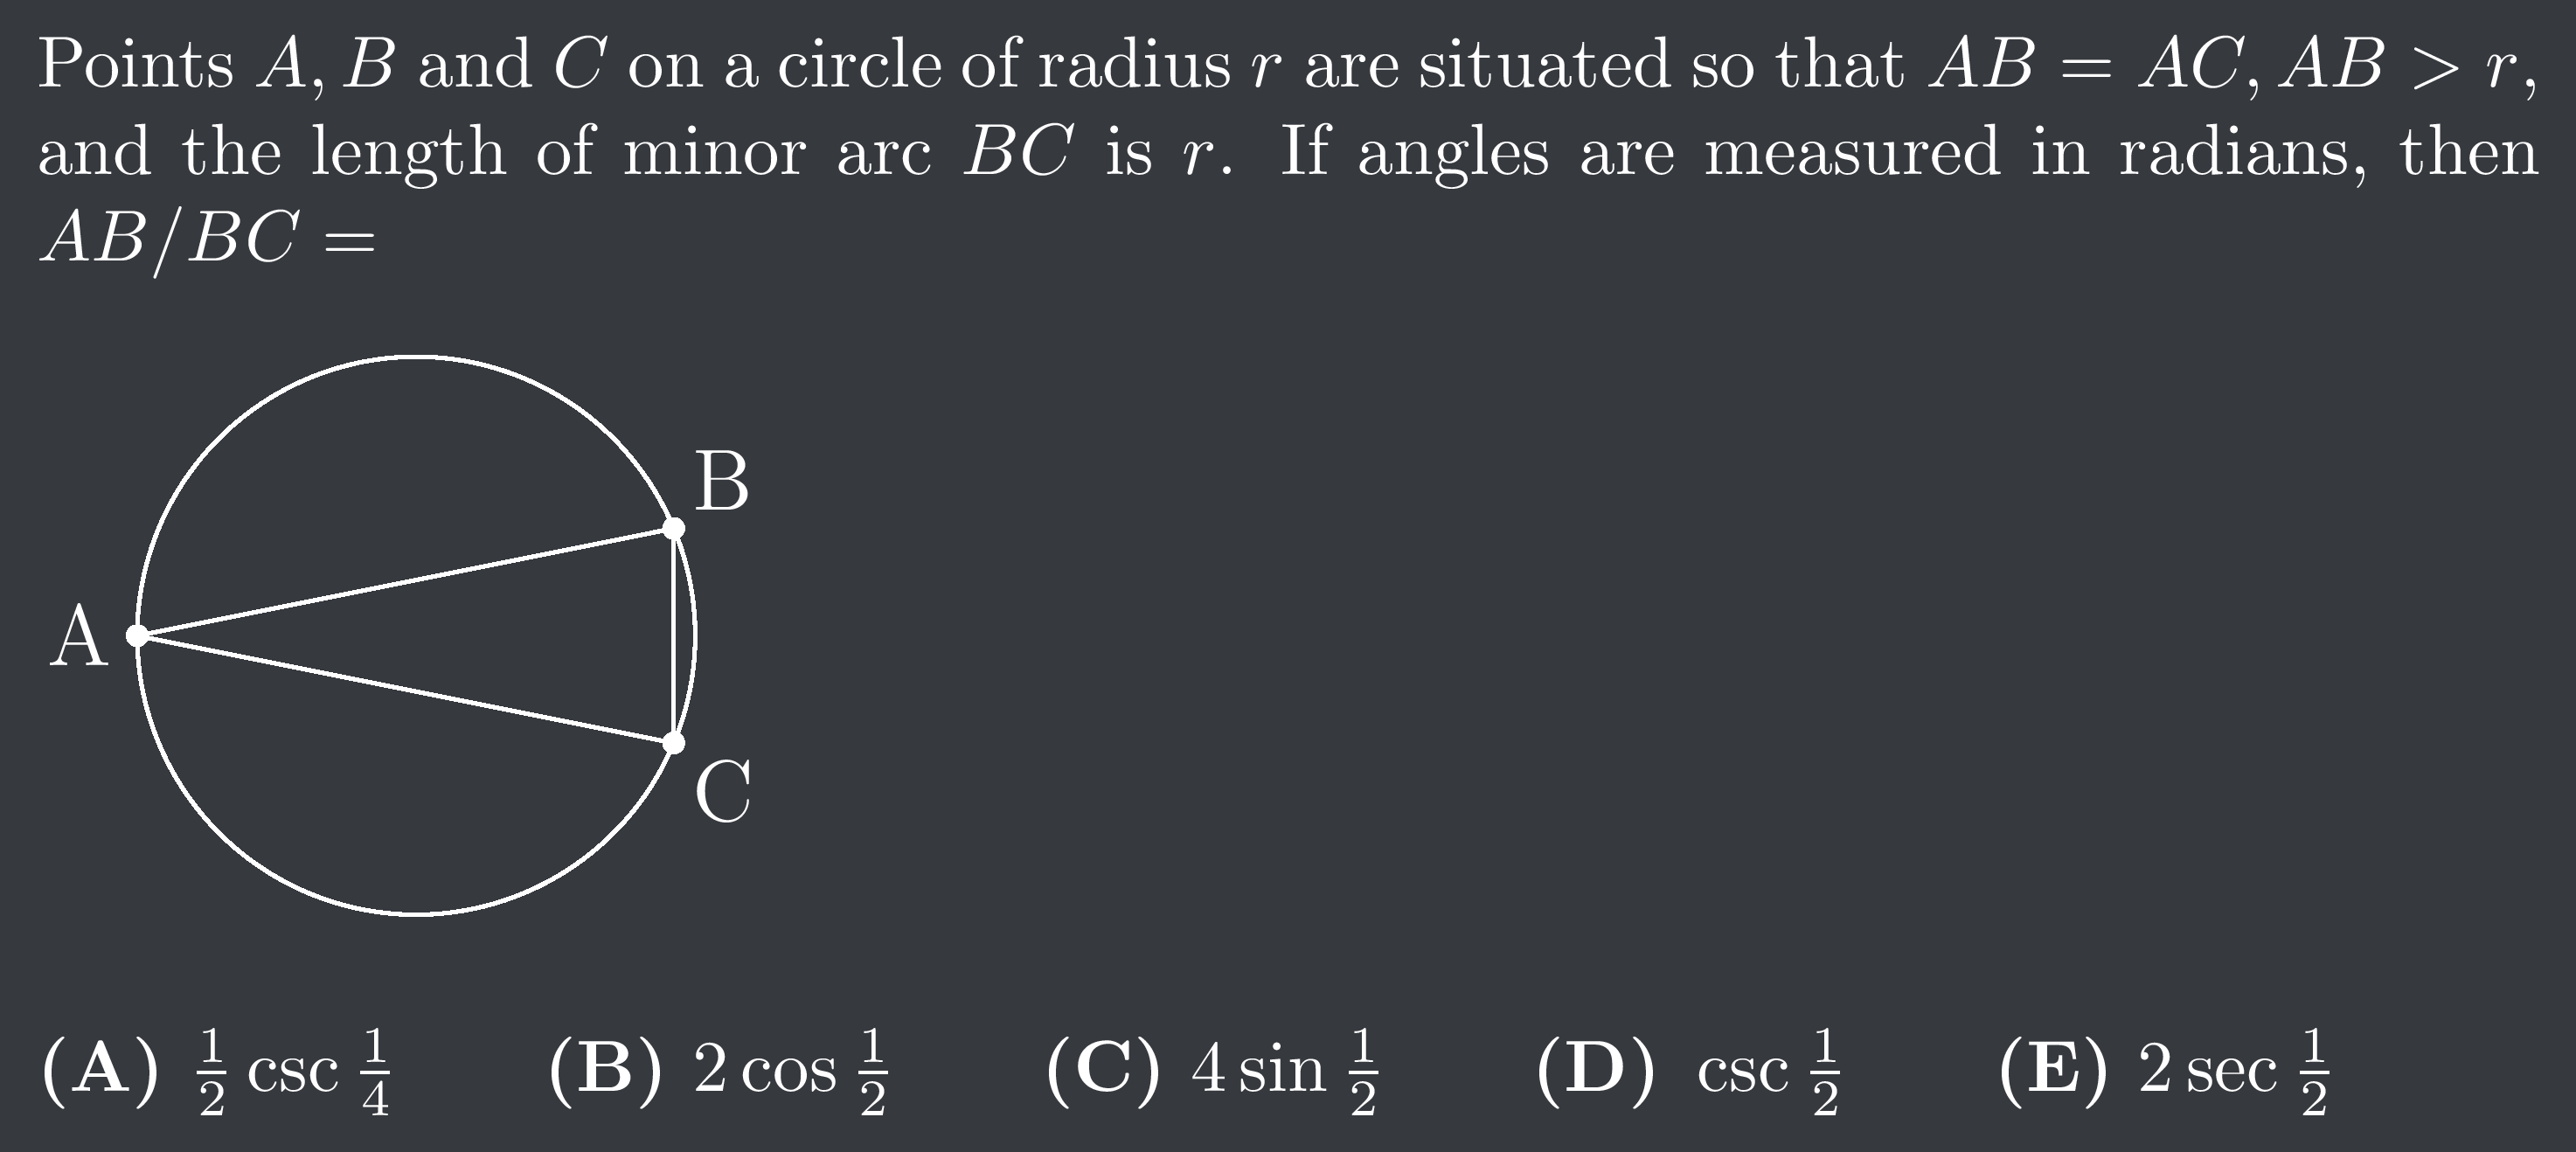 Points A, B and C on a circle of radius r are situated so that AB = AC, AB > r,
and the length of minor arc BC is r. If angles are measured in radians, then
AB/BC =
B
A
C
(A) 1/2 csc 1/4 (B) 2 cos 1/2 (C) 4 sin 1/2 (D) csc 1/2 (E) 2 sec 1/2